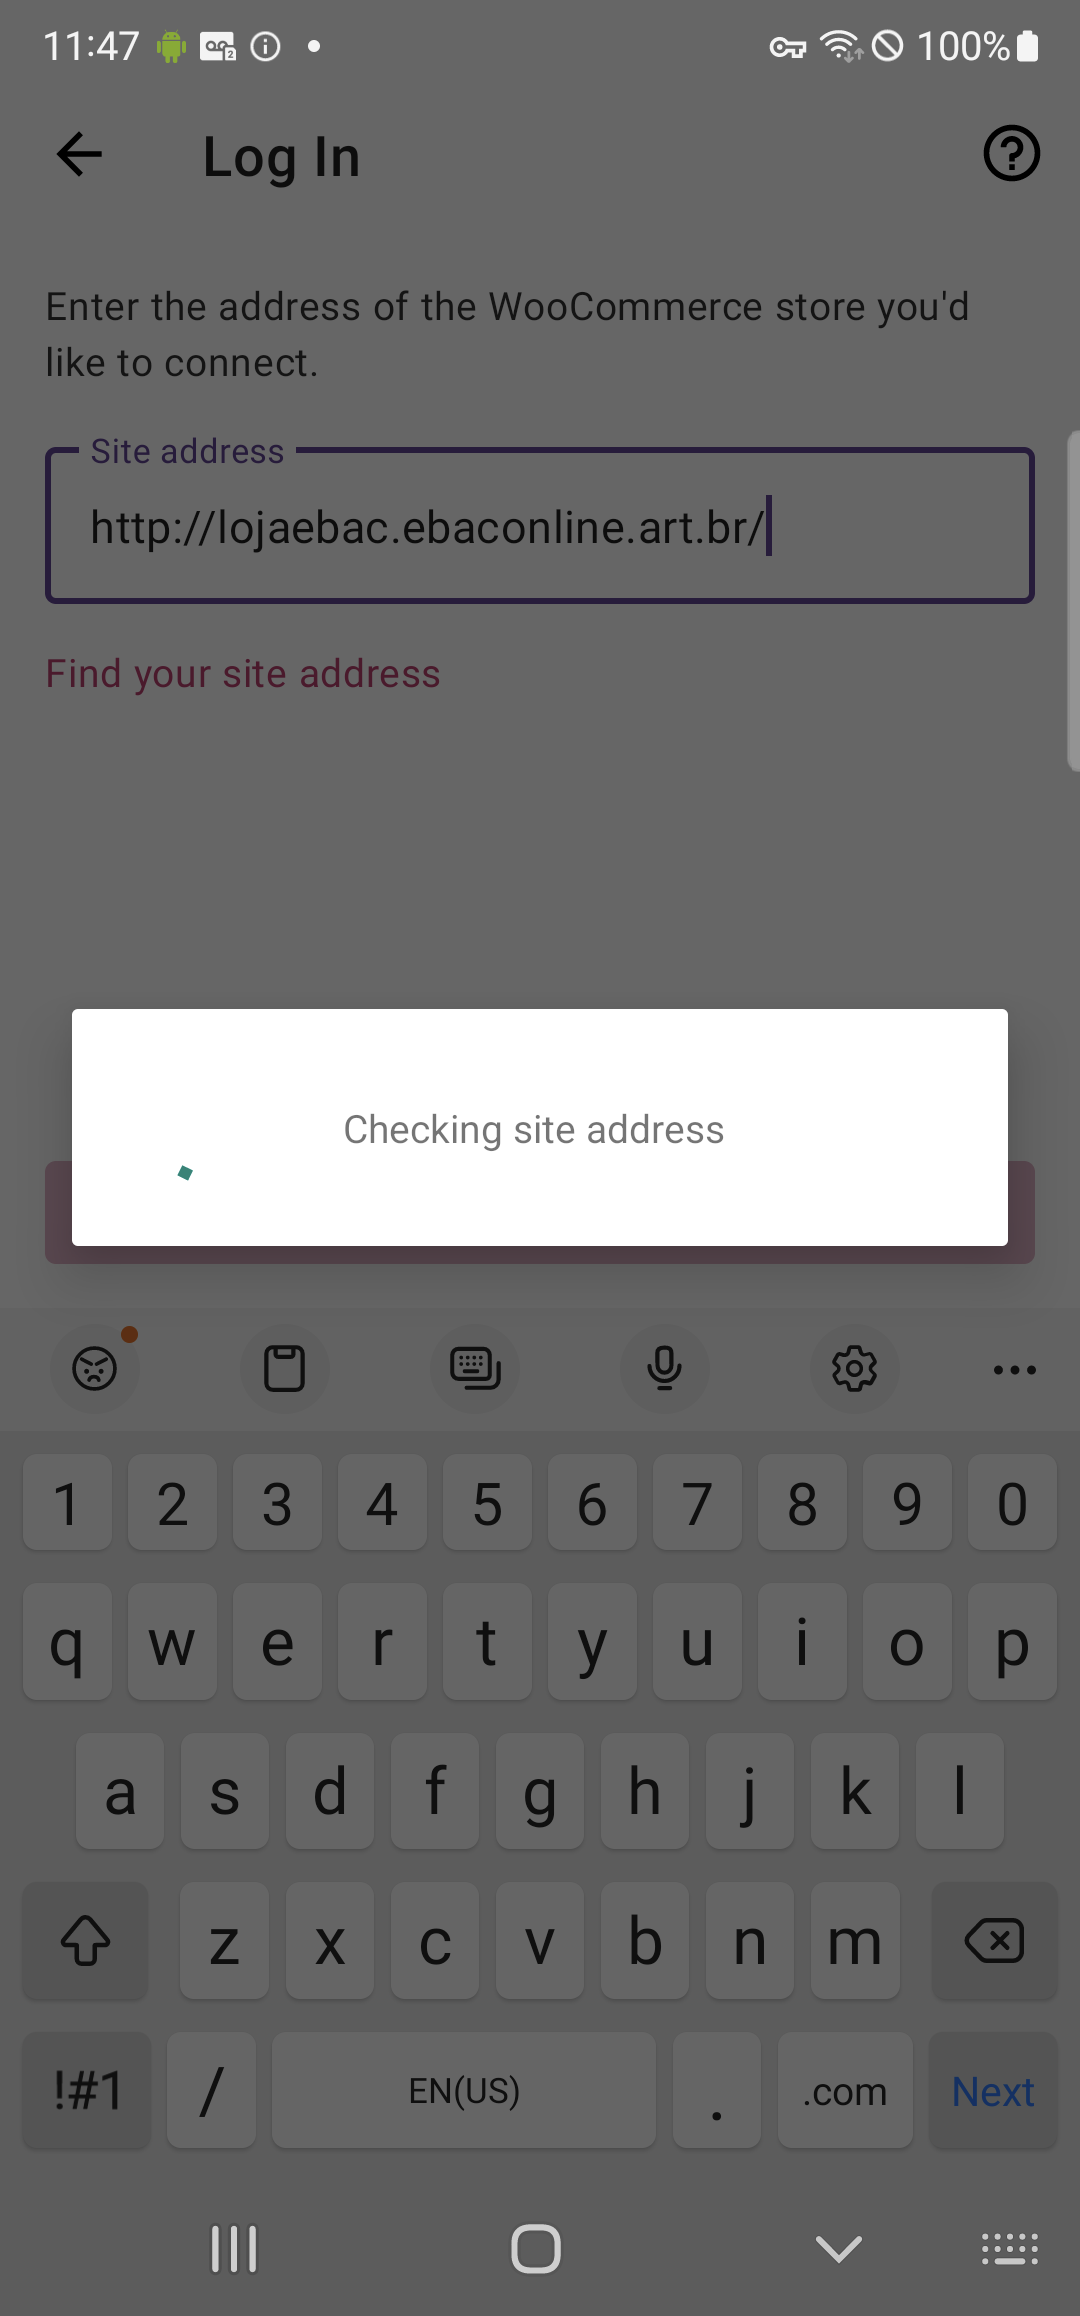 11:47
100%
Log In
Enter the address of the WooCommerce store you'd
like to connect.
Site address
http://lojaebac.ebaconline.art.br/
Find your site address
Checking site address
1 2 3 4 5 6 7 8 9 0
q w e r t y u i o p
a s d f g h j k l
z x c v b n m
!#1 / EN(US) . .com Next